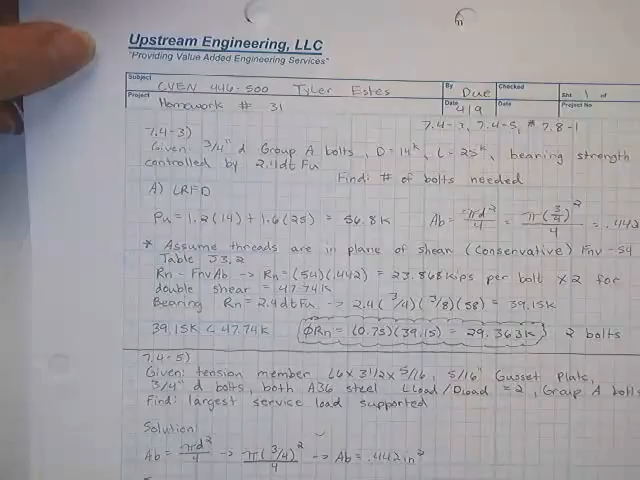 Upstream Engineering, LLC
"Providing Value Added Engineering Services"
Subject CVEN 446-500 Tyler Estes By Due Checked Sht 1 of
Project Homework # 31 Date 4/9 Date Project No
7.4-3, 7.4-5, # 7.8-1
7.4-3)
Given: 3/4" d Group A bolts, D = 14k, L = 25k, bearing strength
controlled by 2.4dtFu Find: # of bolts needed
A) LRFD
Pu = 1.2(14) + 1.6(25) = 56.8k Ab = πd²/4 = π(3/4)²/4 = .442
* Assume threads are in plane of shear (Conservative) Fnv = 54
Table J3.2
Rn = FnvAb -> Rn = (54)(.442) = 23.868 kips per bolt x 2 for
double shear = 47.74k
Bearing Rn = 2.4dtFu -> 2.4(3/4)(3/8)(58) = 39.15k
39.15k < 47.74k ϕRn = (0.75)(39.15) = 29.363k 2 bolts
7.4-5)
Given: tension member L6x3 1/2x5/16, 5/16" Gusset Plate,
3/4" d bolts, both A36 steel Lload/Dload = 2, Group A bolts
Find: largest service load supported
Solution:
Ab = πd²/4 -> π(3/4)²/4 -> Ab = .442 in²